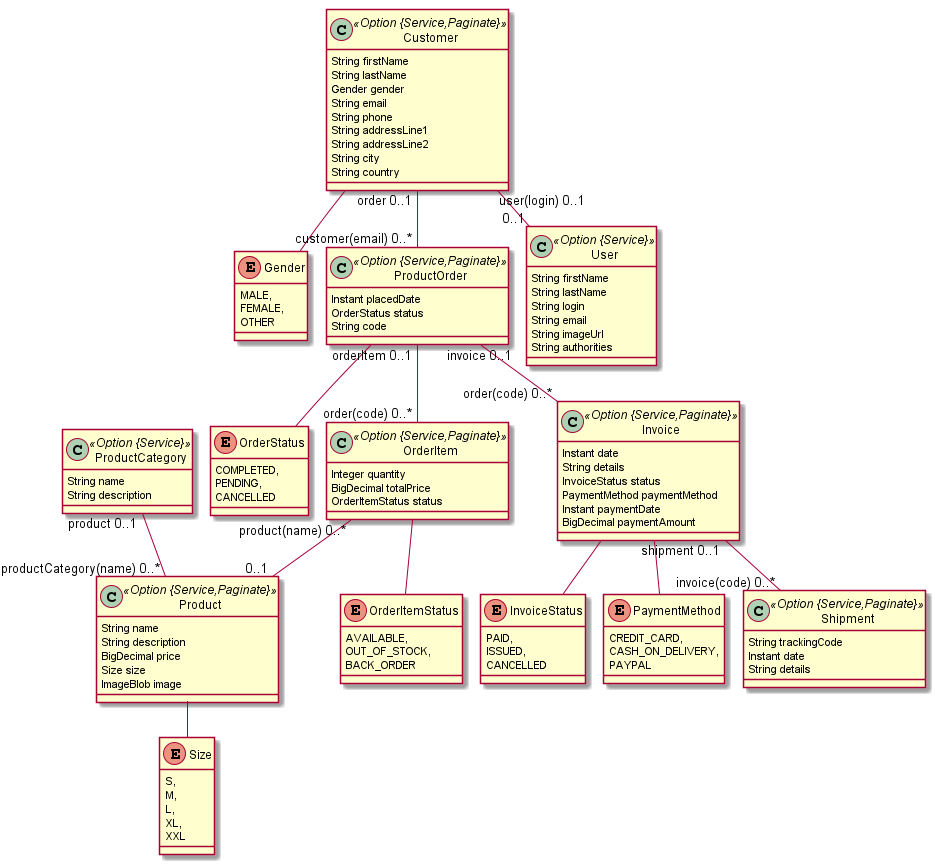 C «Option {Service,Paginate}»
Customer
String firstName
String lastName
Gender gender
String email
String phone
String addressLine1
String addressLine2
String city
String country
order 0..1
user(login) 0..1
0..1
customer(email) 0..*
E Gender
MALE,
FEMALE,
OTHER
C «Option {Service,Paginate}»
ProductOrder
Instant placedDate
OrderStatus status
String code
C «Option {Service}»
User
String firstName
String lastName
String login
String email
String imageUrl
String authorities
orderItem 0..1
invoice 0..1
order(code) 0..*
order(code) 0..*
C «Option {Service}»
ProductCategory
String name
String description
E OrderStatus
COMPLETED,
PENDING,
CANCELLED
C «Option {Service,Paginate}»
OrderItem
Integer quantity
BigDecimal totalPrice
OrderItemStatus status
C «Option {Service,Paginate}»
Invoice
Instant date
String details
InvoiceStatus status
PaymentMethod paymentMethod
Instant paymentDate
BigDecimal paymentAmount
product 0..1
product(name) 0..*
shipment 0..1
productCategory(name) 0..*
0..1
invoice(code) 0..*
C «Option {Service,Paginate}»
Product
String name
String description
BigDecimal price
Size size
ImageBlob image
E OrderItemStatus
AVAILABLE,
OUT_OF_STOCK,
BACK_ORDER
E InvoiceStatus
PAID,
ISSUED,
CANCELLED
E PaymentMethod
CREDIT_CARD,
CASH_ON_DELIVERY,
PAYPAL
C «Option {Service,Paginate}»
Shipment
String trackingCode
Instant date
String details
E Size
S,
M,
L,
XL,
XXL